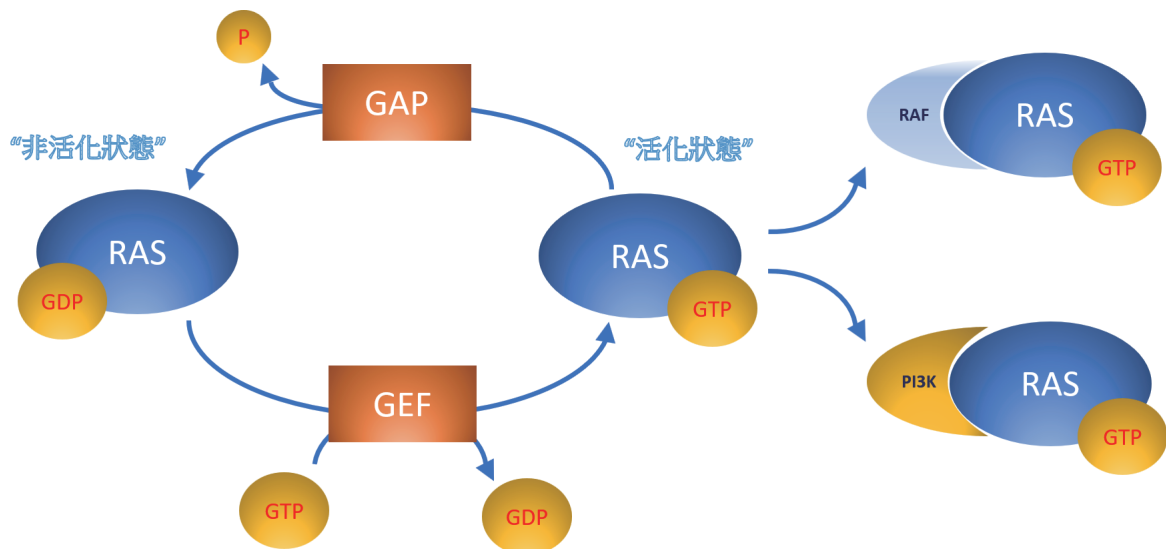 P
GAP
“非活化狀態”
“活化狀態”
RAS
GDP
RAS
GTP
GEF
GTP
GDP
RAF
RAS
GTP
PI3K
RAS
GTP